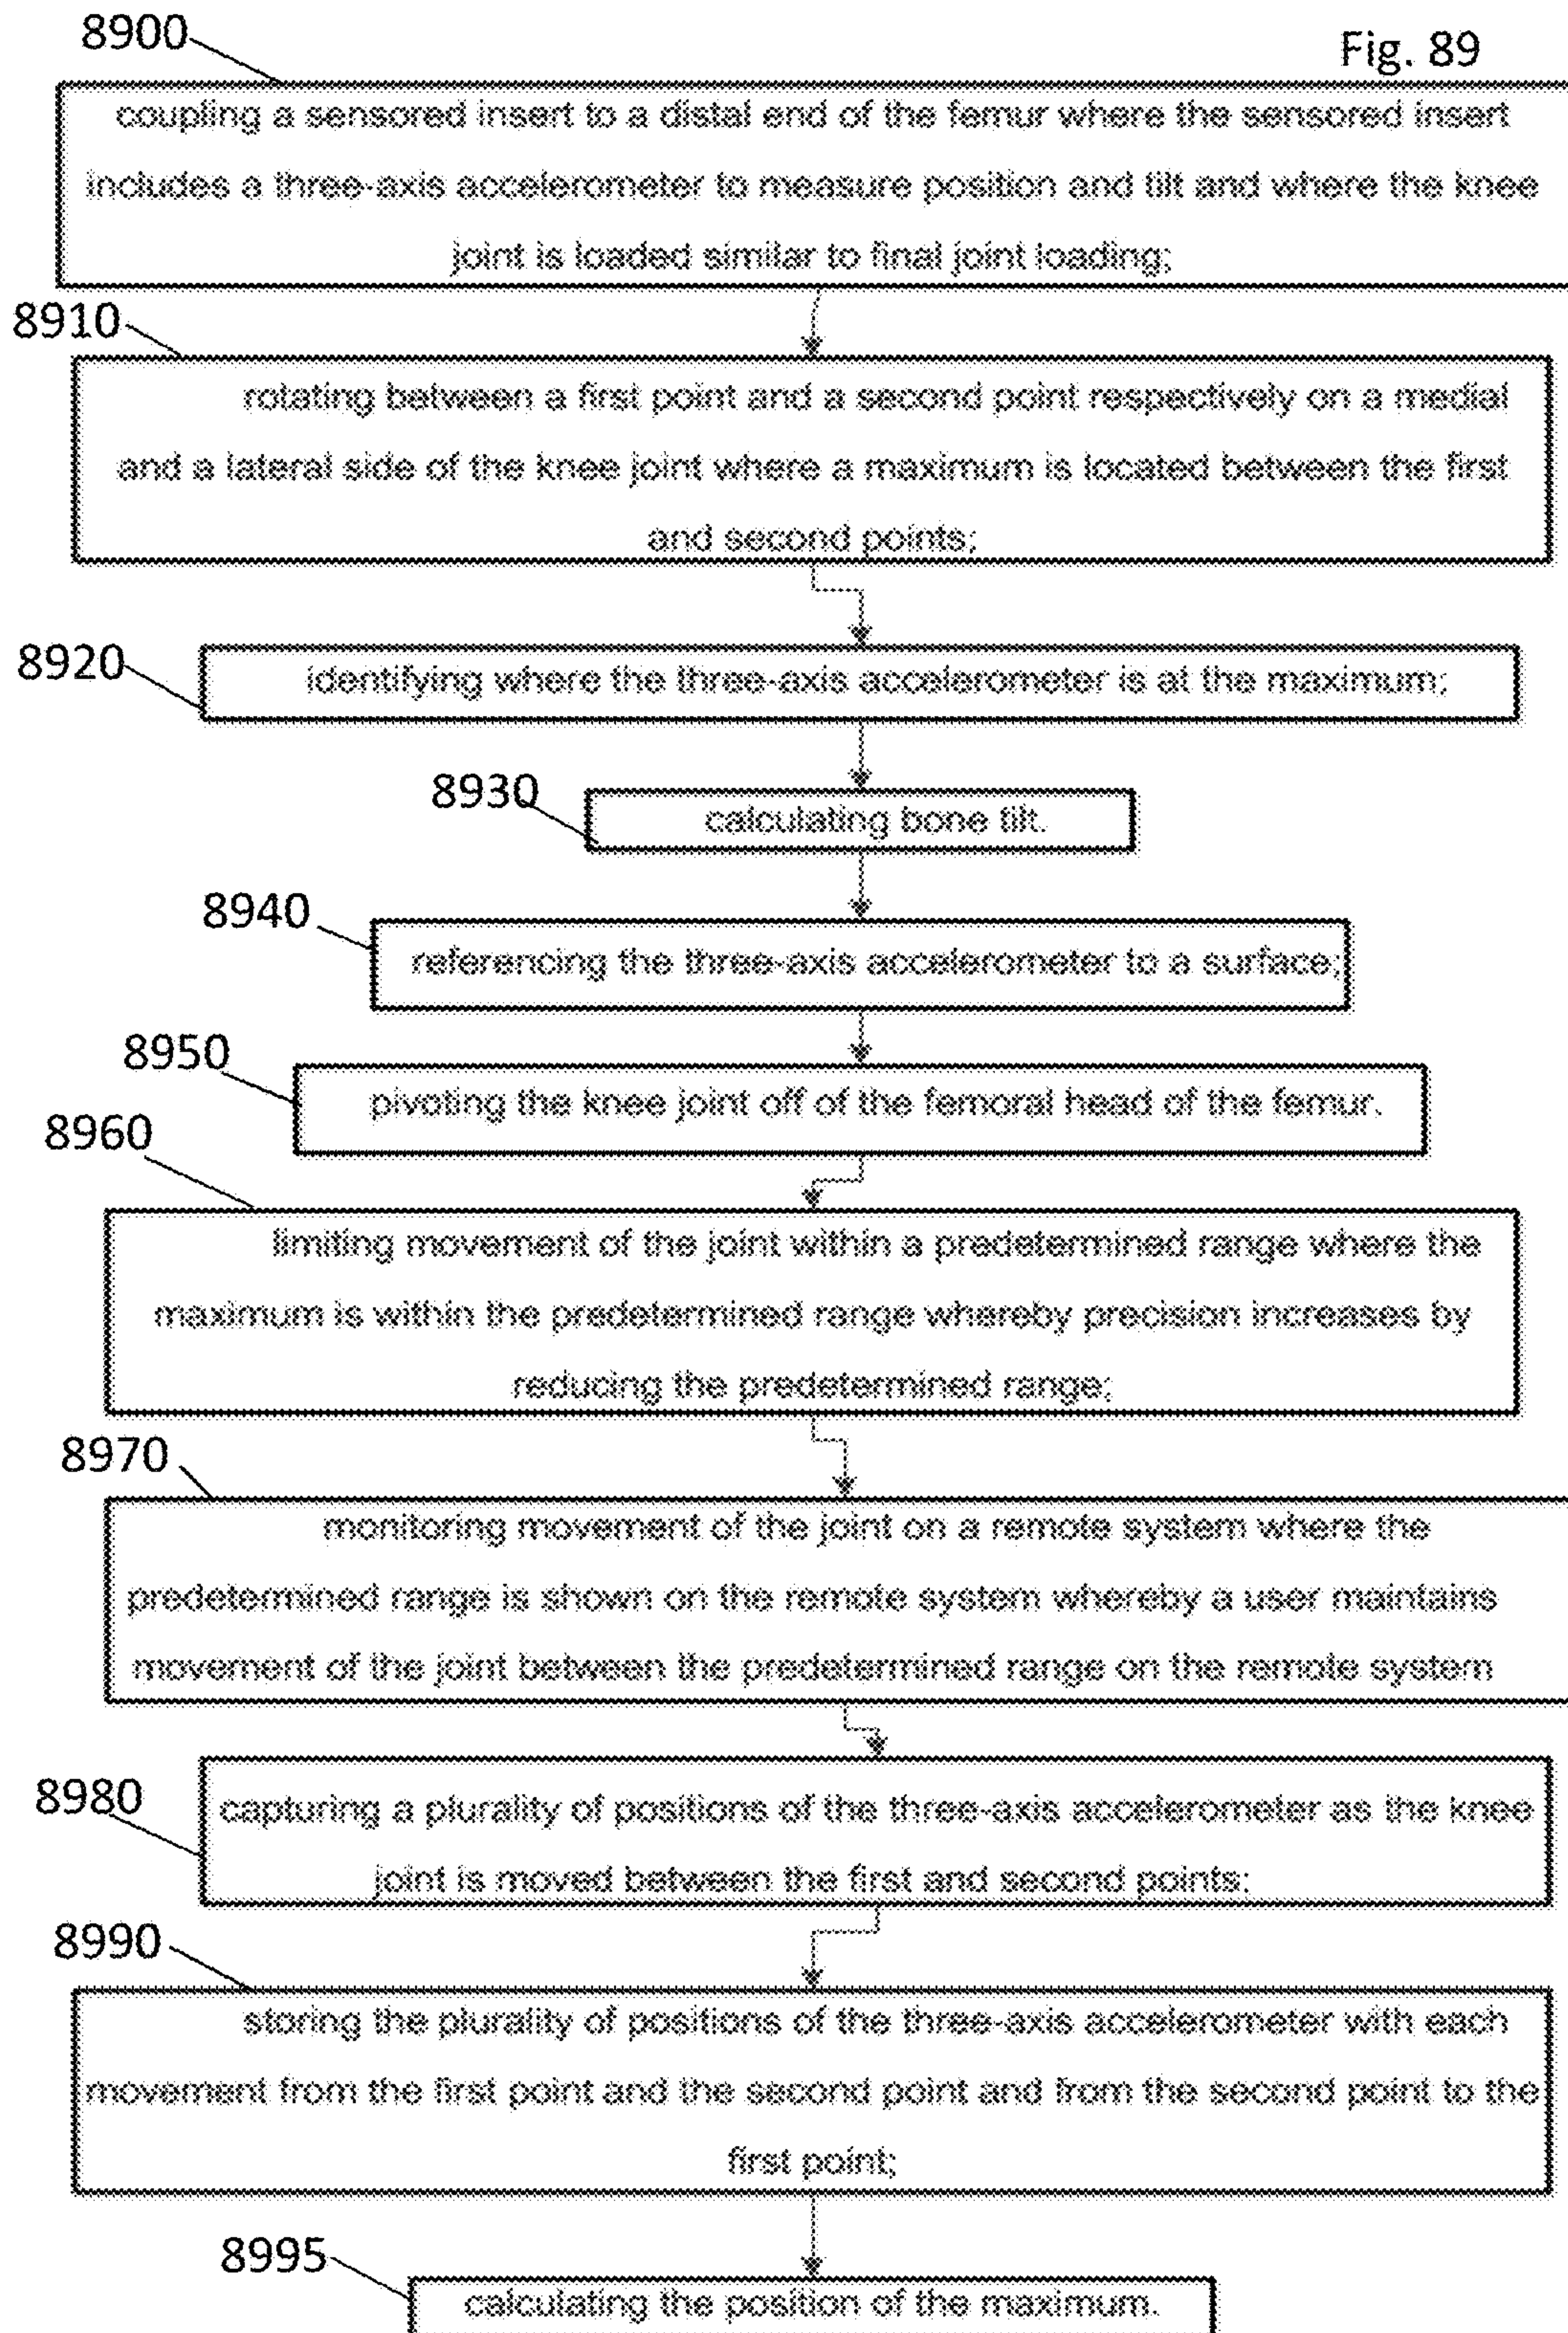 8900
Fig. 89
coupling a sensored insert to a distal end of the femur where the sensored insert
includes a three-axis accelerometer to measure position and tilt and where the knee
joint is loaded similar to final joint loading;
8910
rotating between a first point and a second point respectively on a medial
and a lateral side of the knee joint where a maximum is located between the first
and second points;
8920
identifying where the three-axis accelerometer is at the maximum;
8930
calculating bone tilt.
8940
referencing the three-axis accelerometer to a surface;
8950
pivoting the knee joint off of the femoral head of the femur.
8960
limiting movement of the joint within a predetermined range where the
maximum is within the predetermined range whereby precision increases by
reducing the predetermined range;
8970
monitoring movement of the joint on a remote system where the
predetermined range is shown on the remote system whereby a user maintains
movement of the joint between the predetermined range on the remote system
8980
capturing a plurality of positions of the three-axis accelerometer as the knee
joint is moved between the first and second points;
8990
storing the plurality of positions of the three-axis accelerometer with each
movement from the first point and the second point and from the second point to the
first point;
8995
calculating the position of the maximum.